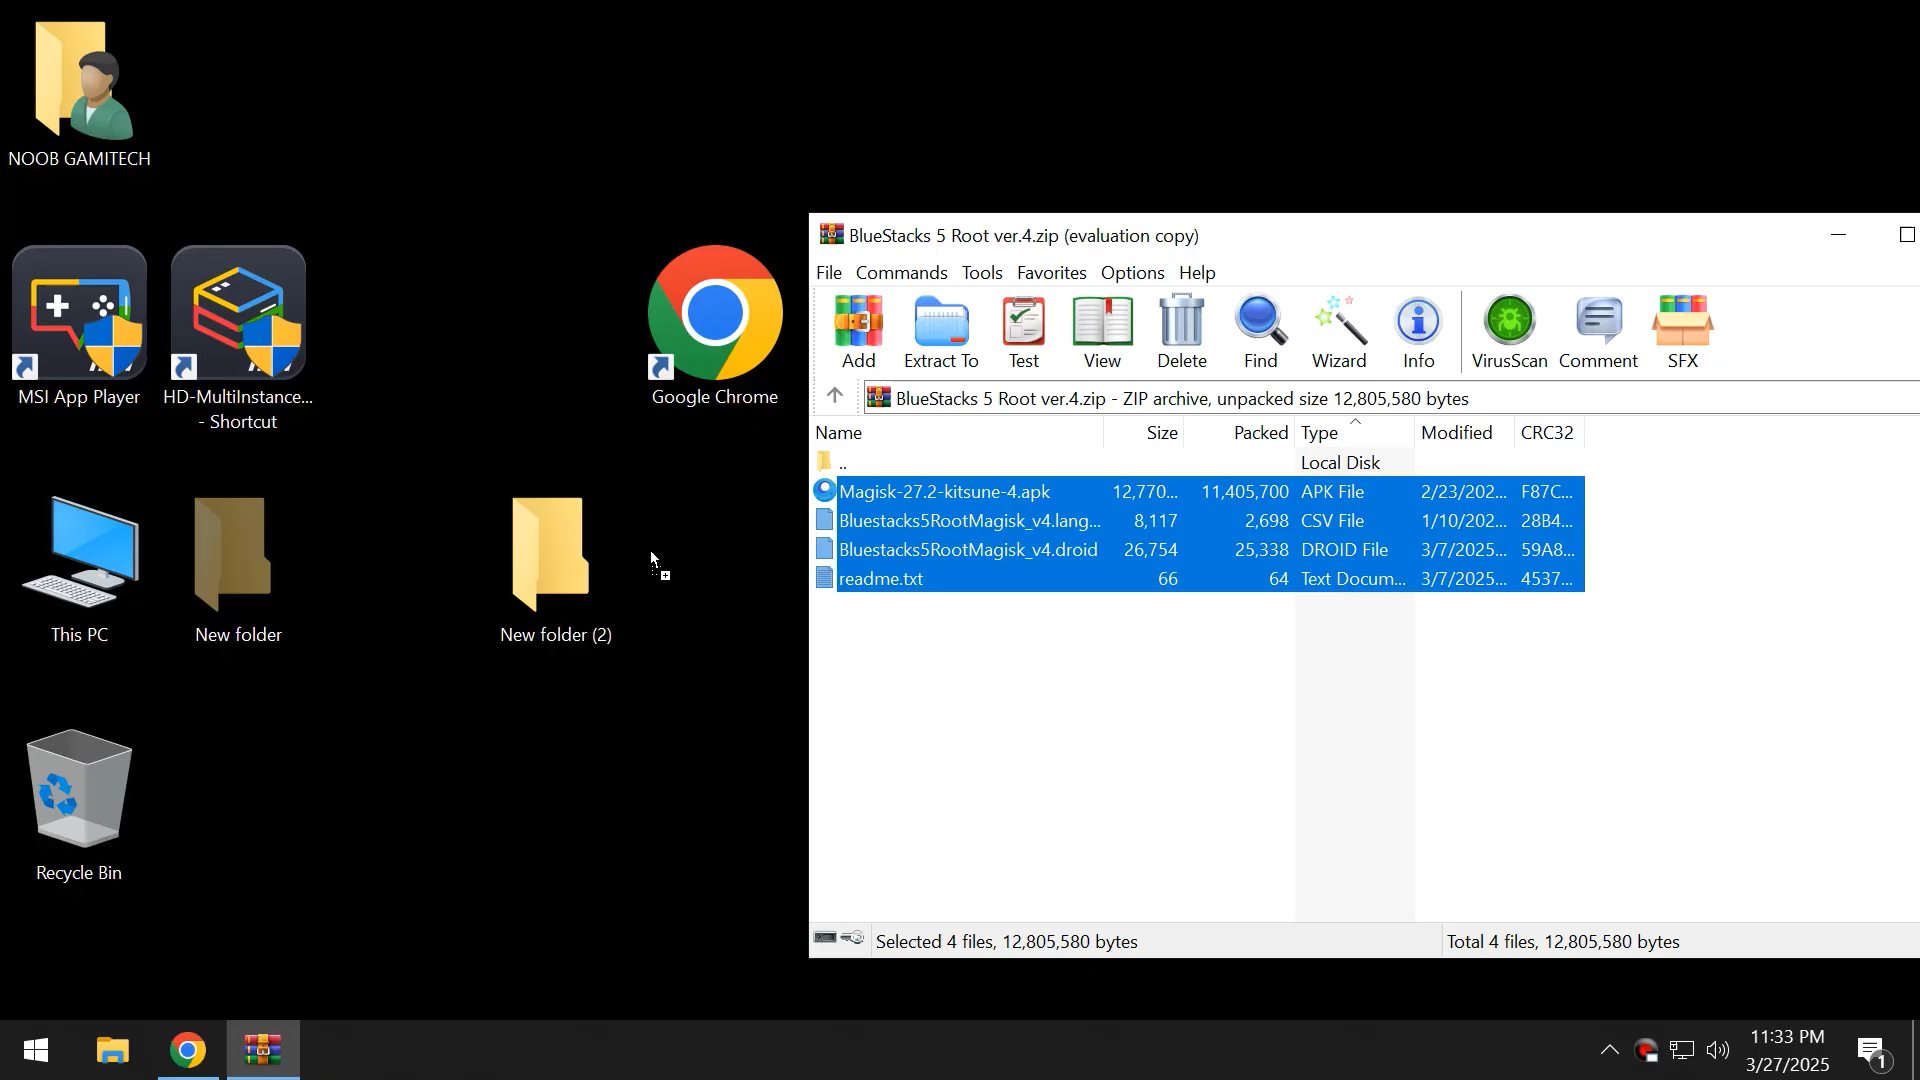 NOOB GAMITECH
MSI App Player
HD-MultiInstance...
- Shortcut
Google Chrome
This PC
New folder
New folder (2)
Recycle Bin
BlueStacks 5 Root ver.4.zip (evaluation copy)
File Commands Tools Favorites Options Help
Add Extract To Test View Delete Find Wizard Info VirusScan Comment SFX
BlueStacks 5 Root ver.4.zip - ZIP archive, unpacked size 12,805,580 bytes
Name Size Packed Type Modified CRC32
.. Local Disk
Magisk-27.2-kitsune-4.apk 12,770... 11,405,700 APK File 2/23/202... F87C...
Bluestacks5RootMagisk_v4.lang... 8,117 2,698 CSV File 1/10/202... 28B4...
Bluestacks5RootMagisk_v4.droid 26,754 25,338 DROID File 3/7/2025... 59A8...
readme.txt 66 64 Text Docum... 3/7/2025... 4537...
Selected 4 files, 12,805,580 bytes
Total 4 files, 12,805,580 bytes
11:33 PM
3/27/2025
1